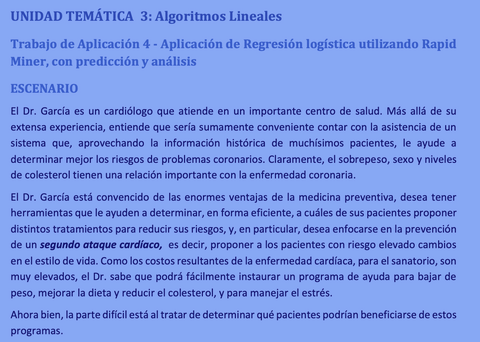 UNIDAD TEMÁTICA 3: Algoritmos Lineales
Trabajo de Aplicación 4 - Aplicación de Regresión logística utilizando Rapid
Miner, con predicción y análisis
ESCENARIO
El Dr. García es un cardiólogo que atiende en un importante centro de salud. Más allá de su
extensa experiencia, entiende que sería sumamente conveniente contar con la asistencia de un
sistema que, aprovechando la información histórica de muchísimos pacientes, le ayude a
determinar mejor los riesgos de problemas coronarios. Claramente, el sobrepeso, sexo y niveles
de colesterol tienen una relación importante con la enfermedad coronaria.
El Dr. García está convencido de las enormes ventajas de la medicina preventiva, desea tener
herramientas que le ayuden a determinar, en forma eficiente, a cuáles de sus pacientes proponer
distintos tratamientos para reducir sus riesgos, y, en particular, desea enfocarse en la prevención
de un segundo ataque cardíaco, es decir, proponer a los pacientes con riesgo elevado cambios
en el estilo de vida. Como los costos resultantes de la enfermedad cardíaca, para el sanatorio, son
muy elevados, el Dr. sabe que podrá fácilmente instaurar un programa de ayuda para bajar de
peso, mejorar la dieta y reducir el colesterol, y para manejar el estrés.
Ahora bien, la parte difícil está al tratar de determinar qué pacientes podrían beneficiarse de estos
programas.